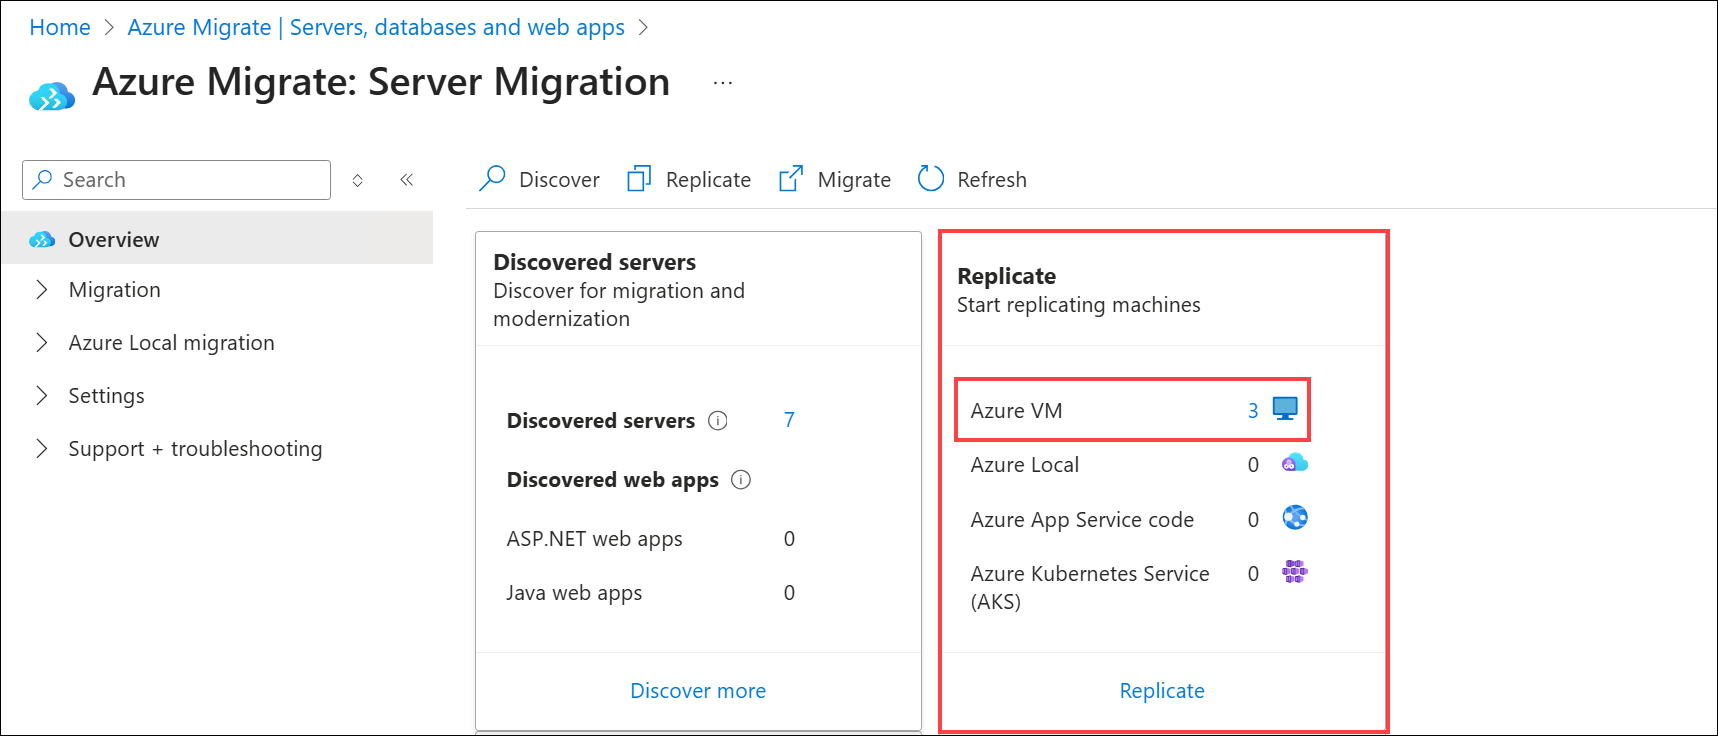 Home > Azure Migrate | Servers, databases and web apps >
Azure Migrate: Server Migration ...
Search
Discover Replicate Migrate Refresh
Overview
Migration
Azure Local migration
Settings
Support + troubleshooting
Discovered servers
Discover for migration and
modernization
Discovered servers 7
Discovered web apps
ASP.NET web apps 0
Java web apps 0
Discover more
Replicate
Start replicating machines
Azure VM 3
Azure Local 0
Azure App Service code 0
Azure Kubernetes Service 0
(AKS)
Replicate